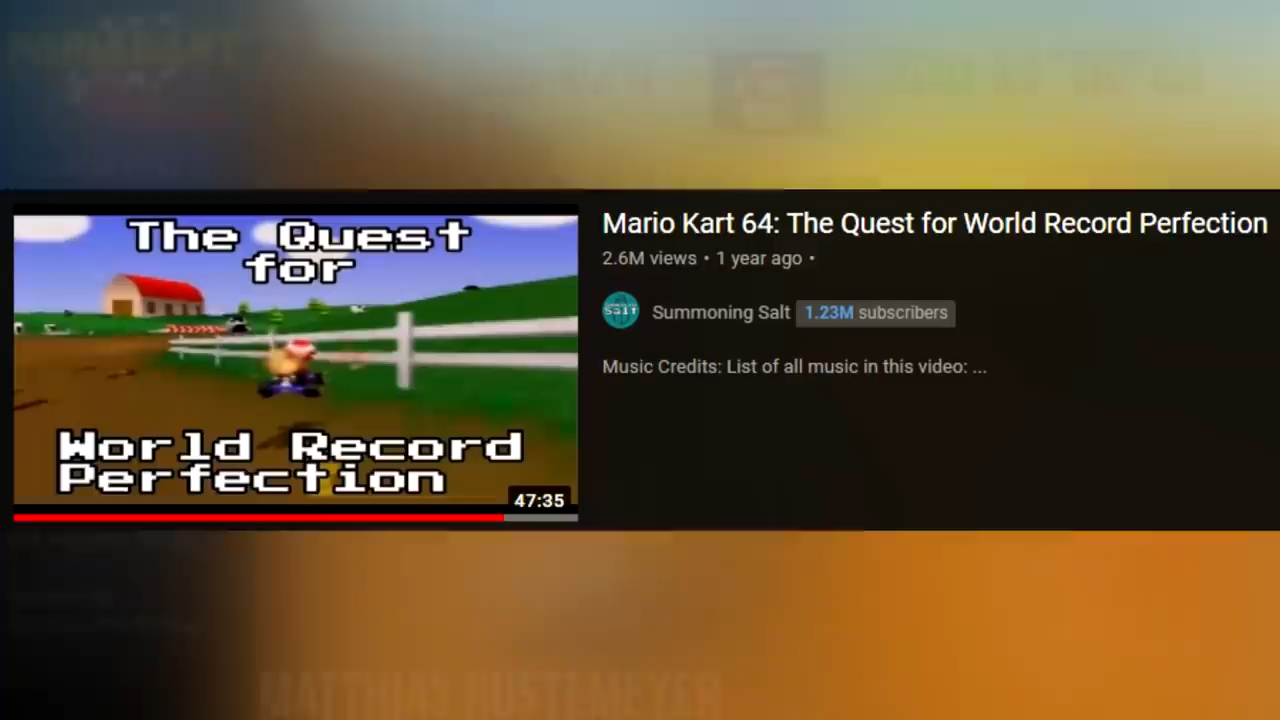 The Quest
for
World Record
Perfection
47:35
Mario Kart 64: The Quest for World Record Perfection
2.6M views • 1 year ago •
Summoning Salt 1.23M subscribers
Music Credits: List of all music in this video: ...